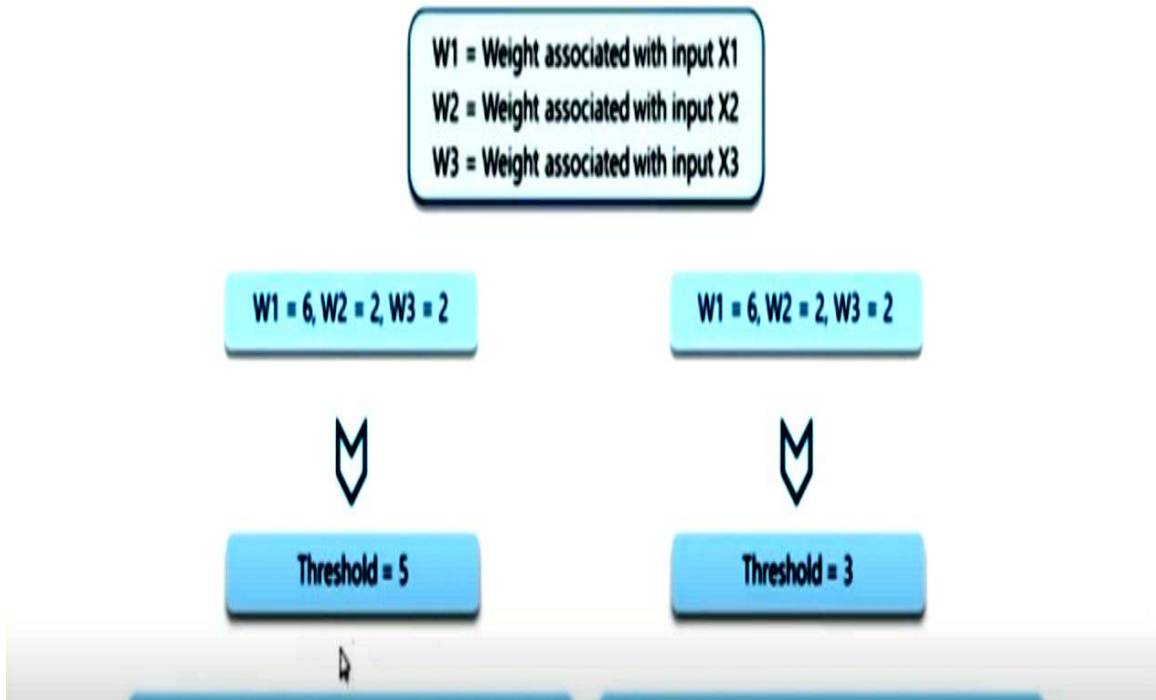 W1 = Weight associated with input X1
W2 = Weight associated with input X2
W3 = Weight associated with input X3
W1 = 6, W2 = 2, W3 = 2
W1 = 6, W2 = 2, W3 = 2
Threshold = 5
Threshold = 3